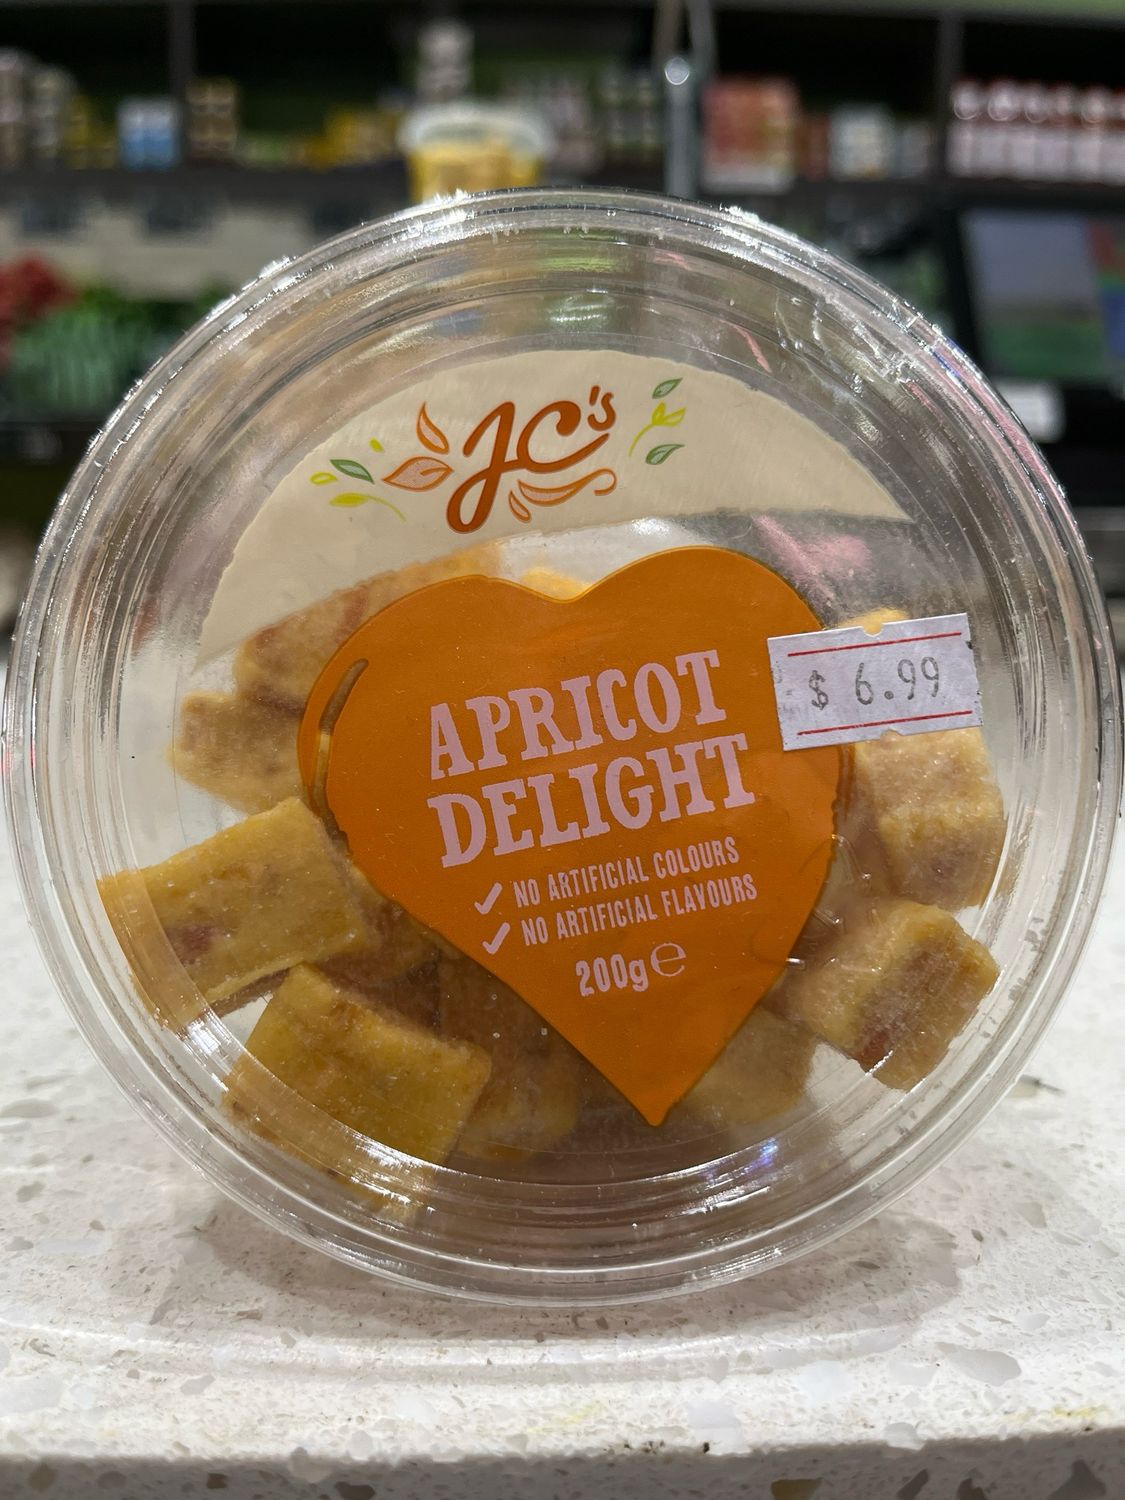 JC's
APRICOT
DELIGHT
✓ NO ARTIFICIAL COLOURS
✓ NO ARTIFICIAL FLAVOURS
200g ℮
$ 6.99